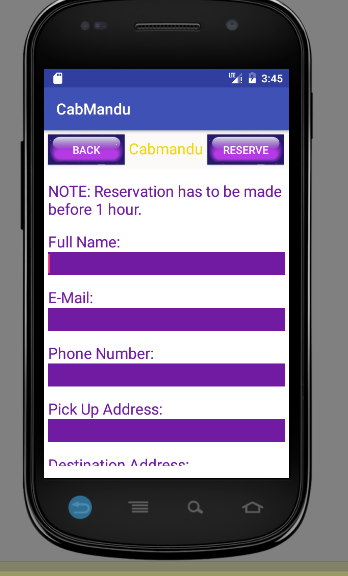 LTE 3:45
CabMandu
BACK Cabmandu RESERVE
NOTE: Reservation has to be made
before 1 hour.
Full Name:
E-Mail:
Phone Number:
Pick Up Address:
Destination Address: